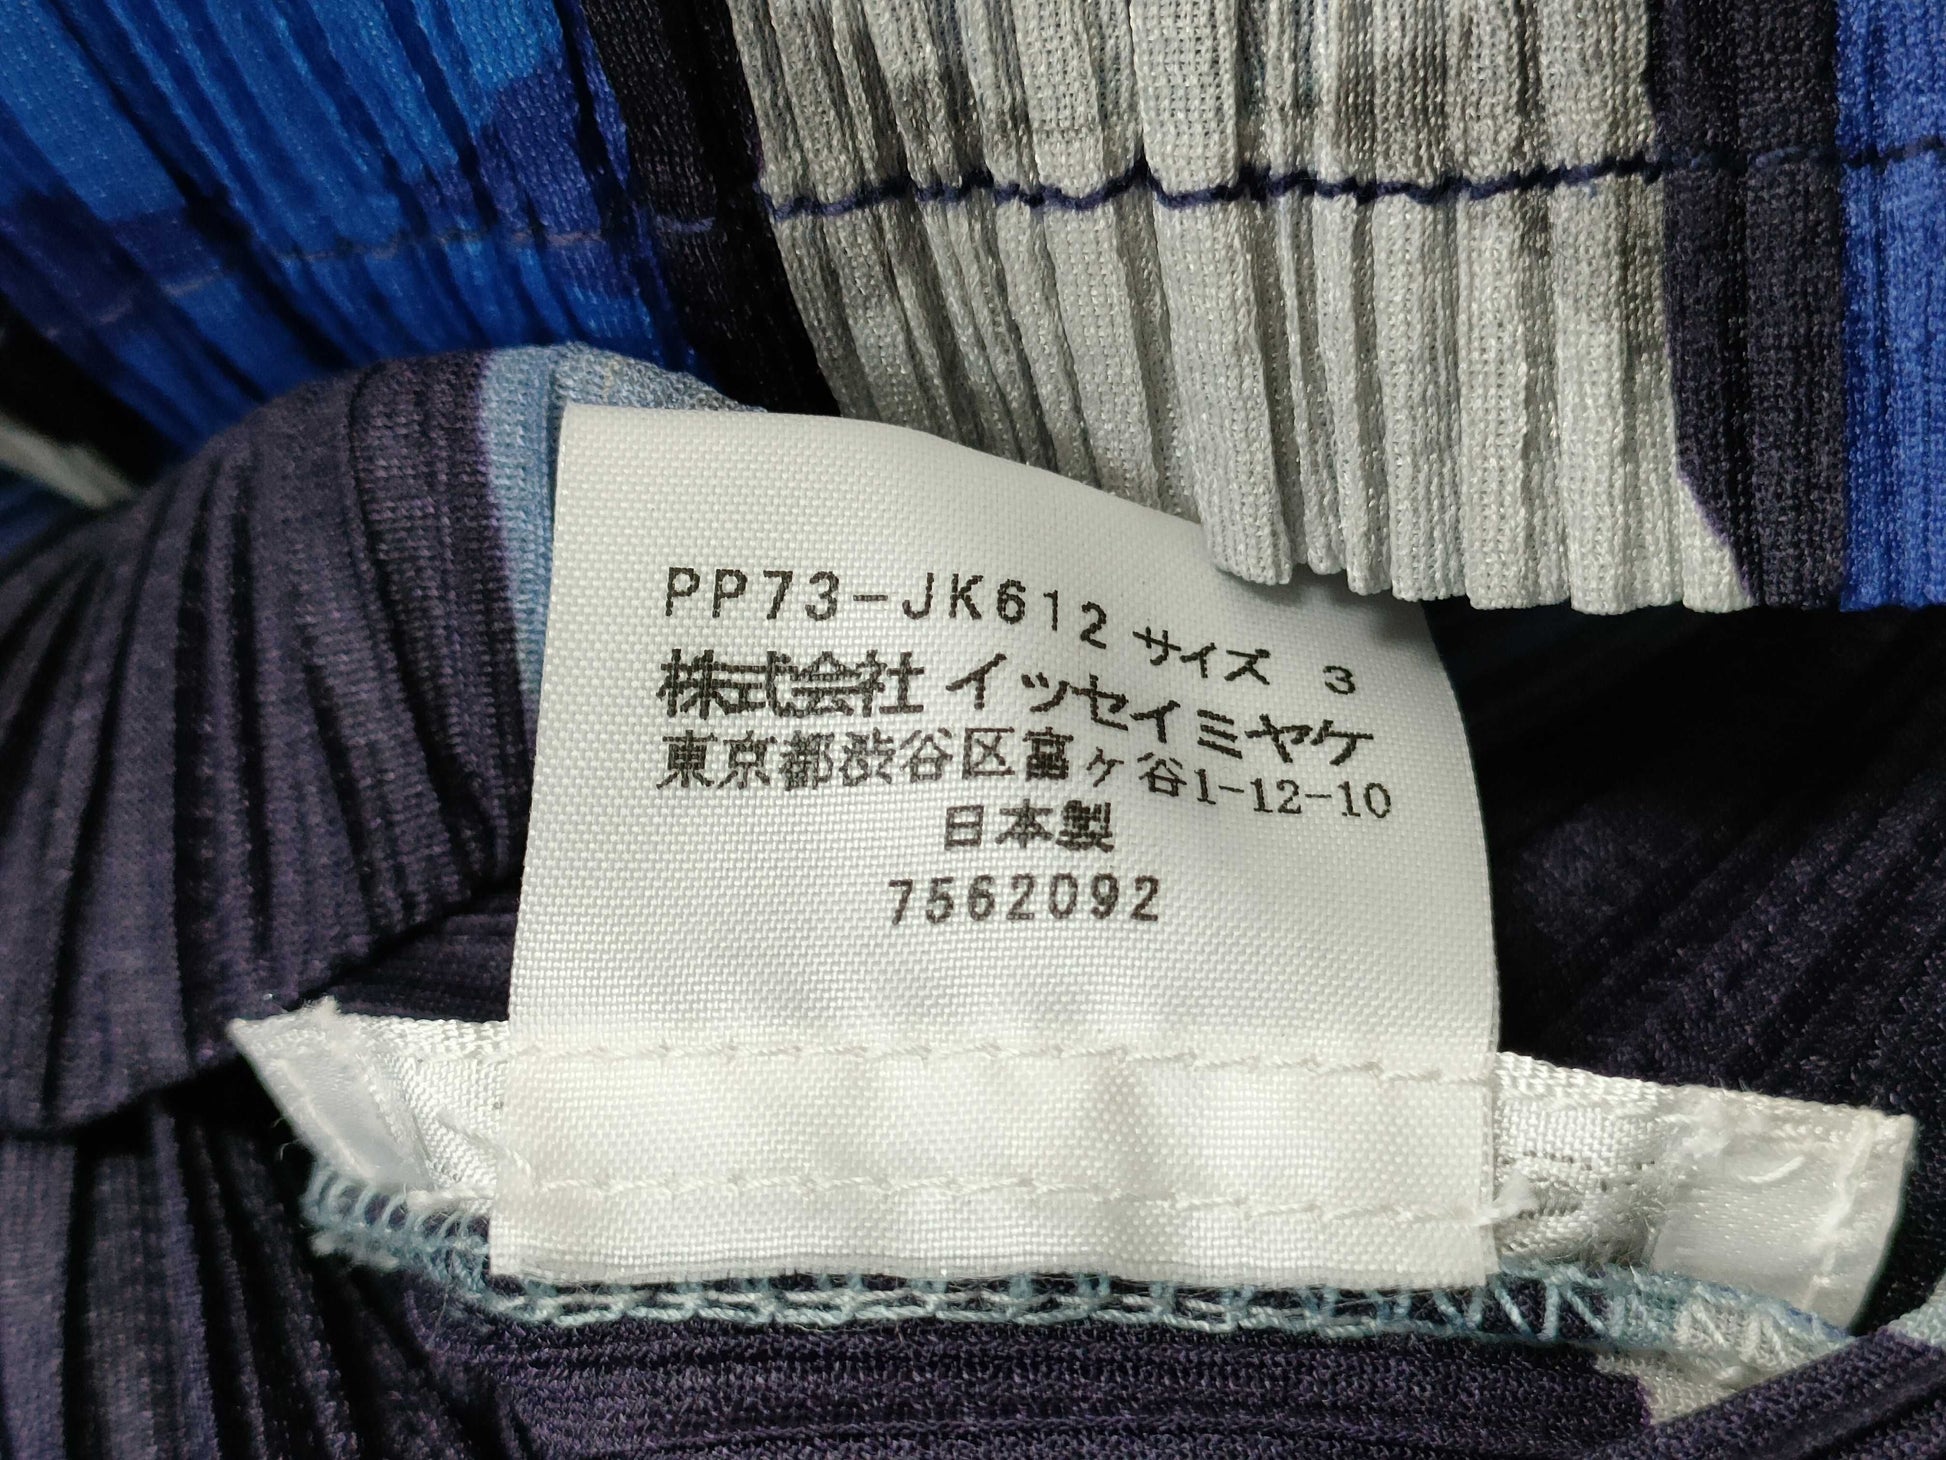 PP73-JK612 サイズ 3
株式会社 イッセイミヤケ
東京都渋谷区富ヶ谷1-12-10
日本製
7562092